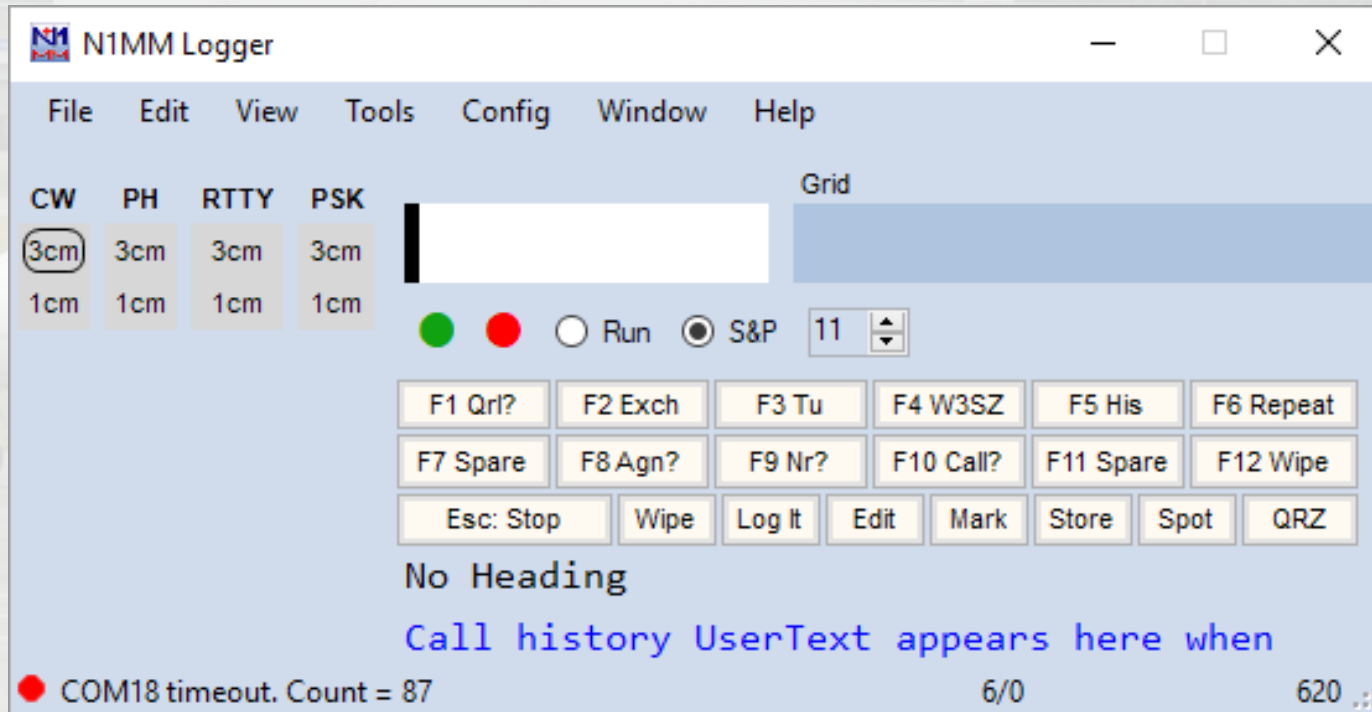 N1MM Logger
File Edit View Tools Config Window Help
Grid
CW PH RTTY PSK
3cm 3cm 3cm 3cm
1cm 1cm 1cm 1cm
Run S&P 11
F1 Qrl? F2 Exch F3 Tu F4 W3SZ F5 His F6 Repeat
F7 Spare F8 Agn? F9 Nr? F10 Call? F11 Spare F12 Wipe
Esc: Stop Wipe Log It Edit Mark Store Spot QRZ
No Heading
Call history UserText appears here when
COM18 timeout. Count = 87 6/0 620